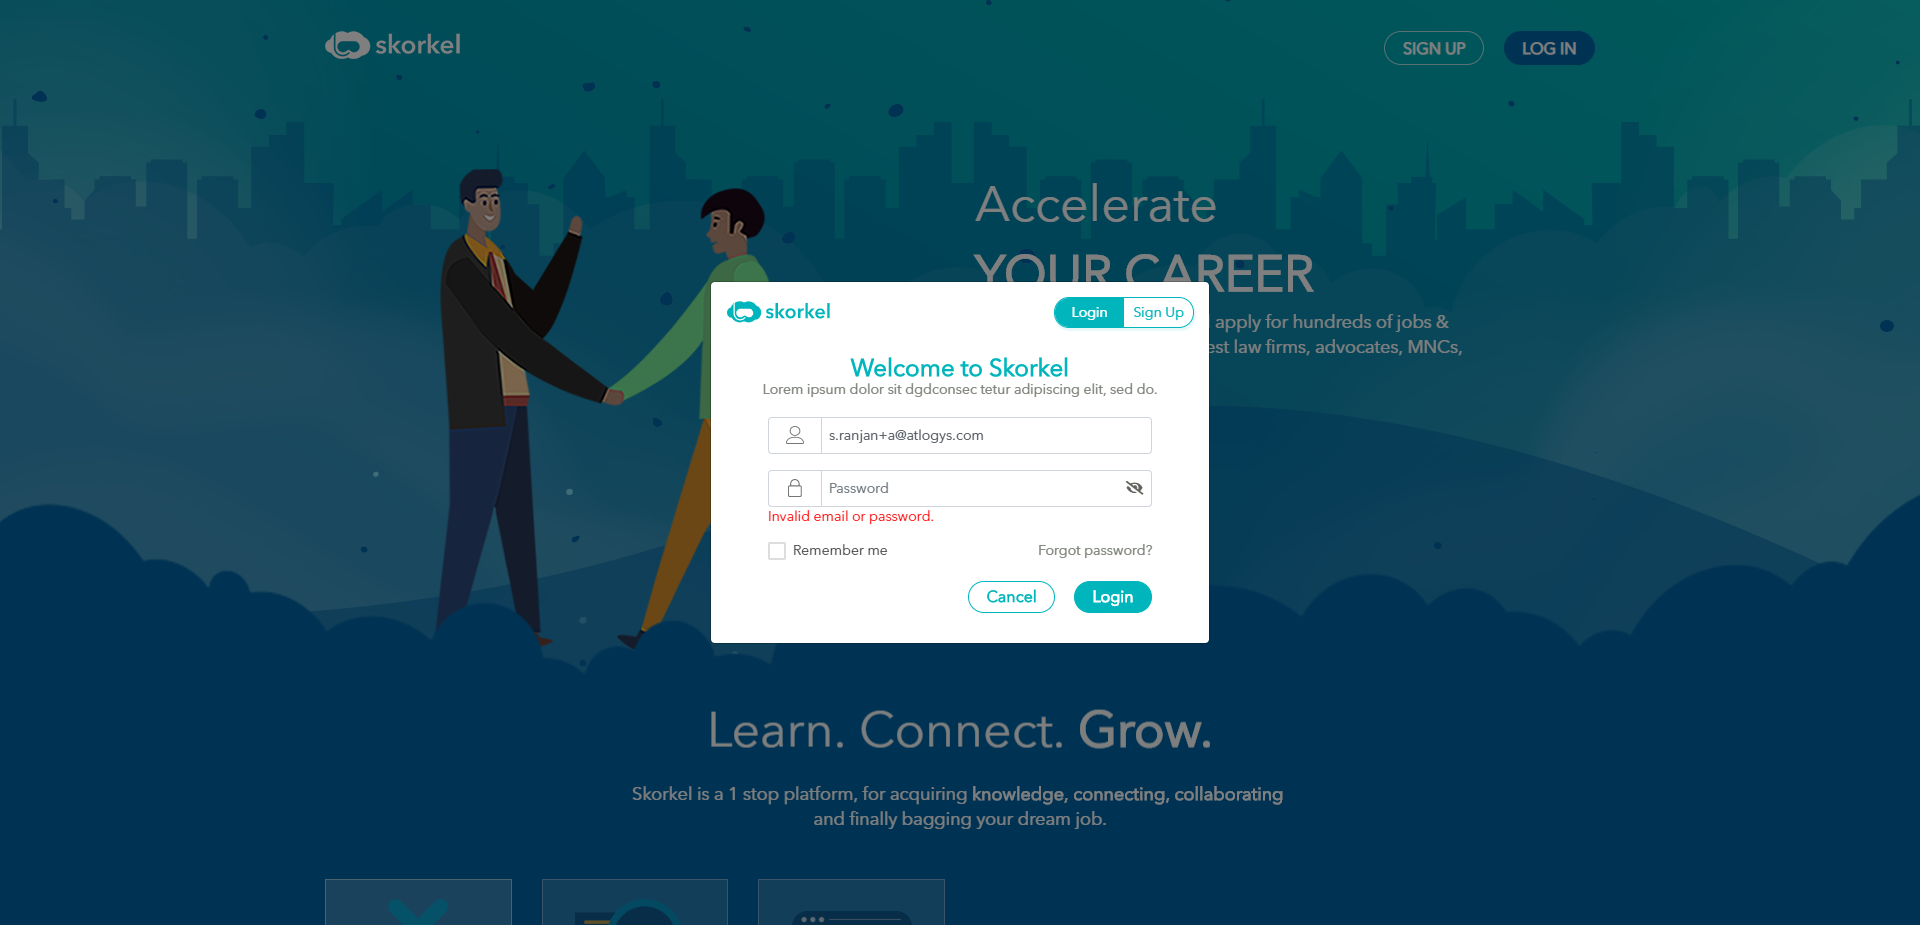 skorkel
SIGN UP
LOG IN
Accelerate
YOUR CAREER
apply for hundreds of jobs &
law firms, advocates, MNCs,
skorkel
Login
Sign Up
Welcome to Skorkel
Lorem ipsum dolor sit dgdconsec tetur adipiscing elit, sed do.
s.ranjan+a@atlogys.com
Password
Invalid email or password.
Remember me
Forgot password?
Cancel
Login
Learn. Connect. Grow.
Skorkel is a 1 stop platform, for acquiring knowledge, connecting, collaborating
and finally bagging your dream job.